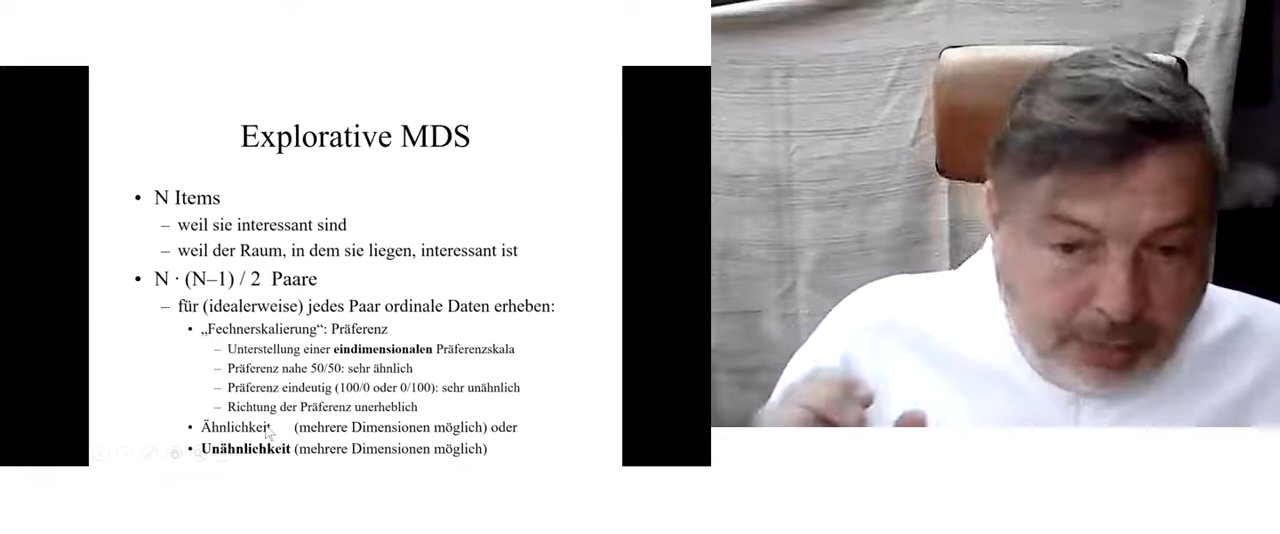 Explorative MDS
• N Items
– weil sie interessant sind
– weil der Raum, in dem sie liegen, interessant ist
• N · (N–1) / 2 Paare
– für (idealerweise) jedes Paar ordinale Daten erheben:
• „Fechnerskalierung“: Präferenz
– Unterstellung einer eindimensionalen Präferenzskala
– Präferenz nahe 50/50: sehr ähnlich
– Präferenz eindeutig (100/0 oder 0/100): sehr unähnlich
– Richtung der Präferenz unerheblich
• Ähnlichkeit (mehrere Dimensionen möglich) oder
• Unähnlichkeit (mehrere Dimensionen möglich)